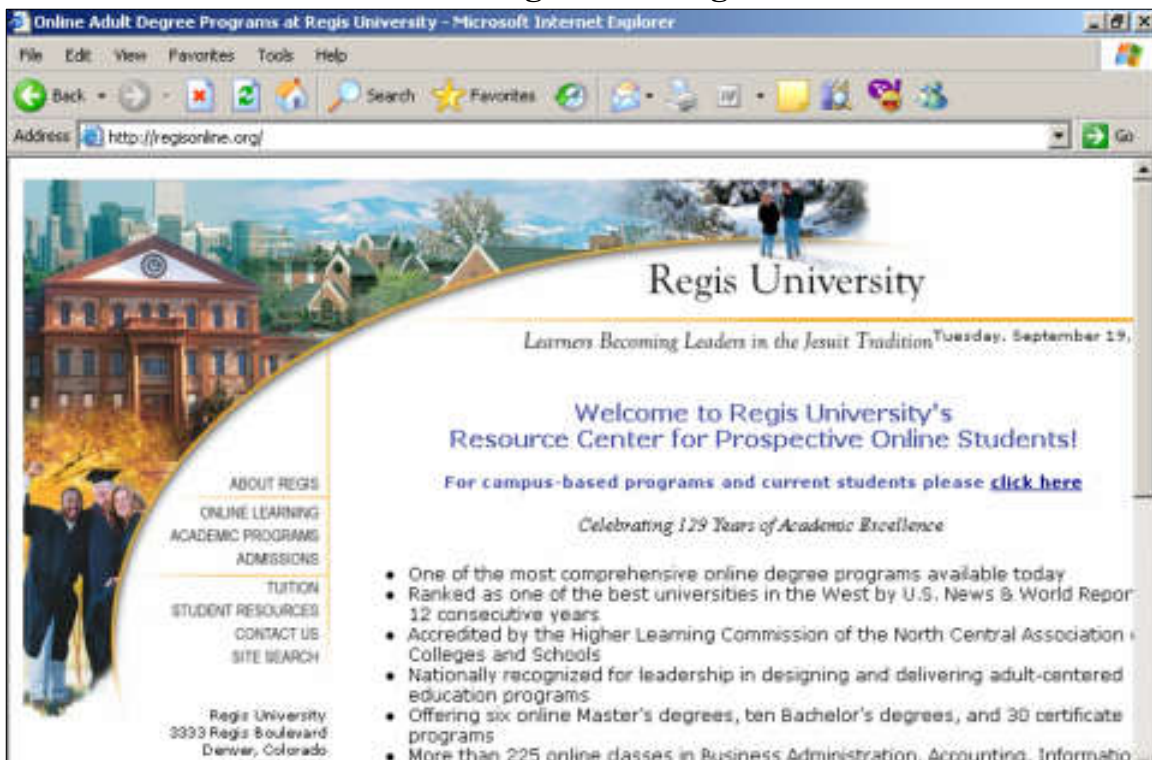 Online Adult Degree Programs at Regis University - Microsoft Internet Explorer
File Edit View Favorites Tools Help
Back Search Favorites
Address http://regisonline.org/ Go
Regis University
Learners Becoming Leaders in the Jesuit Tradition Tuesday, September 19,
Welcome to Regis University's
Resource Center for Prospective Online Students!
For campus-based programs and current students please click here
Celebrating 129 Years of Academic Excellence
ABOUT REGIS
ONLINE LEARNING
ACADEMIC PROGRAMS
ADMISSIONS
TUITION
STUDENT RESOURCES
CONTACT US
SITE SEARCH
Regis University
3333 Regis Boulevard
Denver, Colorado
• One of the most comprehensive online degree programs available today
• Ranked as one of the best universities in the West by U.S. News & World Repor
12 consecutive years
• Accredited by the Higher Learning Commission of the North Central Association
Colleges and Schools
• Nationally recognized for leadership in designing and delivering adult-centered
education programs
• Offering six online Master's degrees, ten Bachelor's degrees, and 30 certificate
programs
• More than 225 online classes in Business Administration, Accounting, Informatio